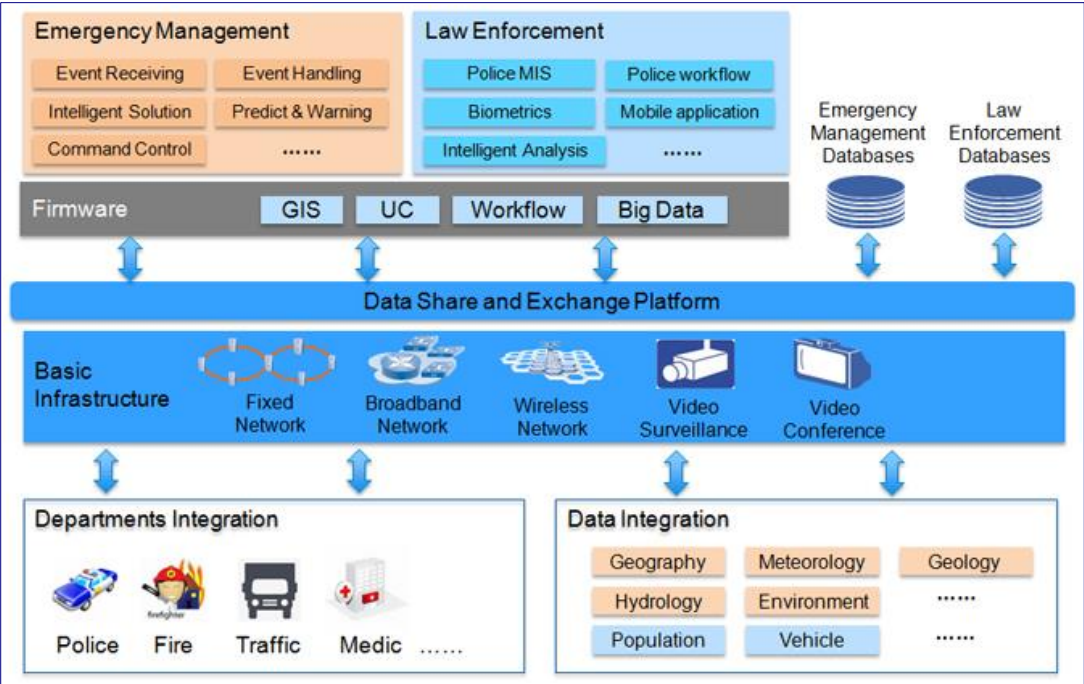 Emergency Management
Event Receiving
Event Handling
Intelligent Solution
Predict & Warning
Command Control
......
Law Enforcement
Police MIS
Police workflow
Biometrics
Mobile application
Intelligent Analysis
......
Emergency
Management
Databases
Law
Enforcement
Databases
Firmware
GIS
UC
Workflow
Big Data
Data Share and Exchange Platform
Basic
Infrastructure
Fixed
Network
Broadband
Network
Wireless
Network
Video
Surveillance
Video
Conference
Departments Integration
firefighter
Police
Fire
Traffic
Medic
......
Data Integration
Geography
Meteorology
Geology
Hydrology
Environment
......
Population
Vehicle
......